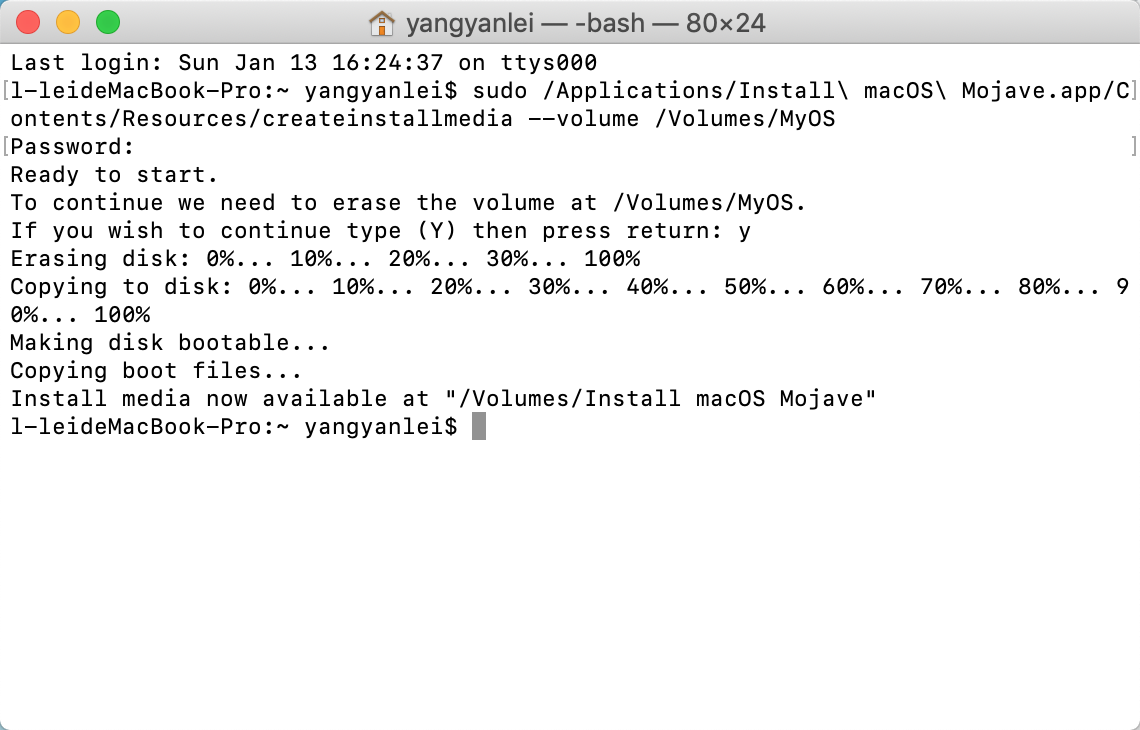 yangyanlei — -bash — 80×24
Last login: Sun Jan 13 16:24:37 on ttys000
[l-leideMacBook-Pro:~ yangyanlei$ sudo /Applications/Install\ macOS\ Mojave.app/C]
ontents/Resources/createinstallmedia --volume /Volumes/MyOS
[Password: ]
Ready to start.
To continue we need to erase the volume at /Volumes/MyOS.
If you wish to continue type (Y) then press return: y
Erasing disk: 0%... 10%... 20%... 30%... 100%
Copying to disk: 0%... 10%... 20%... 30%... 40%... 50%... 60%... 70%... 80%... 9
0%... 100%
Making disk bootable...
Copying boot files...
Install media now available at "/Volumes/Install macOS Mojave"
l-leideMacBook-Pro:~ yangyanlei$